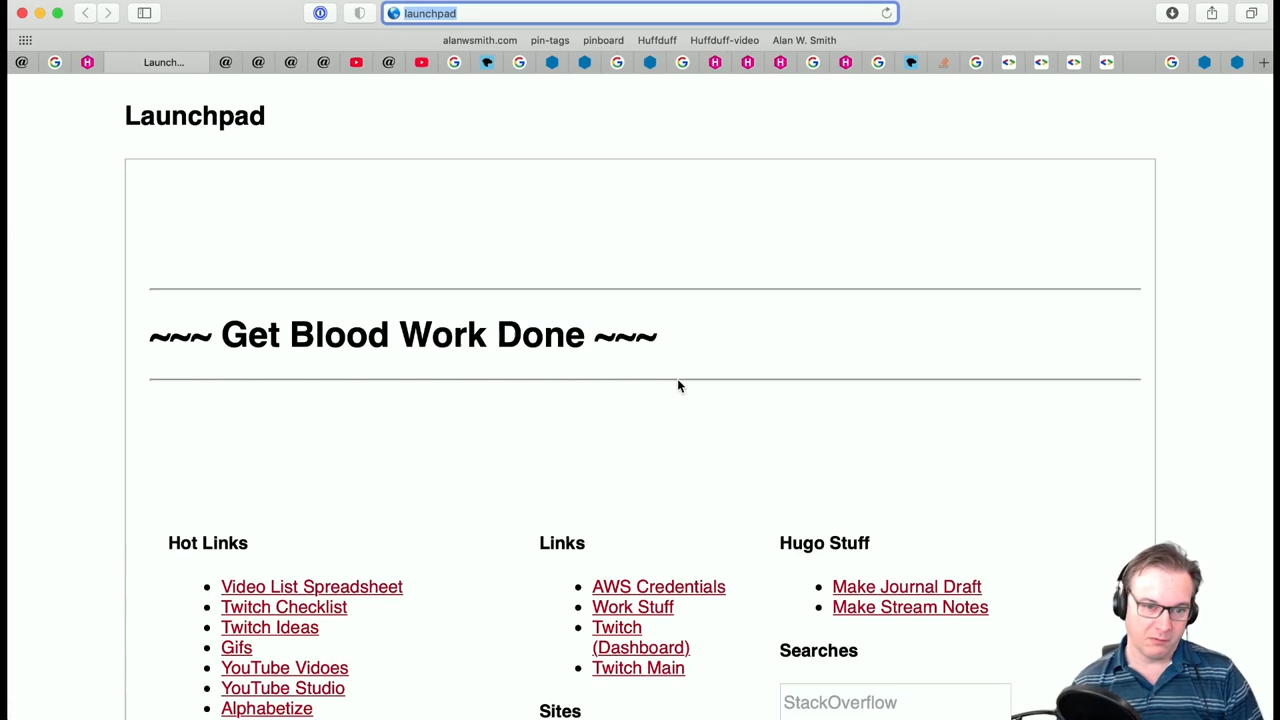 launchpad
alanwsmith.com pin-tags pinboard Huffduff Huffduff-video Alan W. Smith
Launch...
Launchpad
~~~ Get Blood Work Done ~~~
Hot Links
Video List Spreadsheet
Twitch Checklist
Twitch Ideas
Gifs
YouTube Vidoes
YouTube Studio
Alphabetize
Links
AWS Credentials
Work Stuff
Twitch
(Dashboard)
Twitch Main
Sites
Hugo Stuff
Make Journal Draft
Make Stream Notes
Searches
StackOverflow